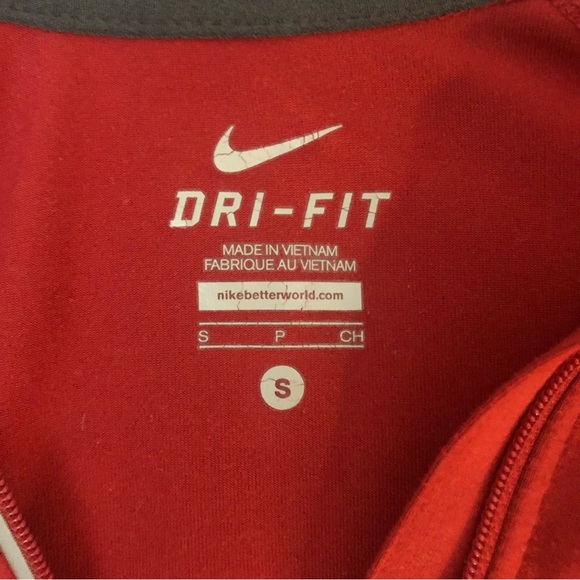 DRI-FIT
MADE IN VIETNAM
FABRIQUE AU VIETNAM
nikebetterworld.com
S P CH
S